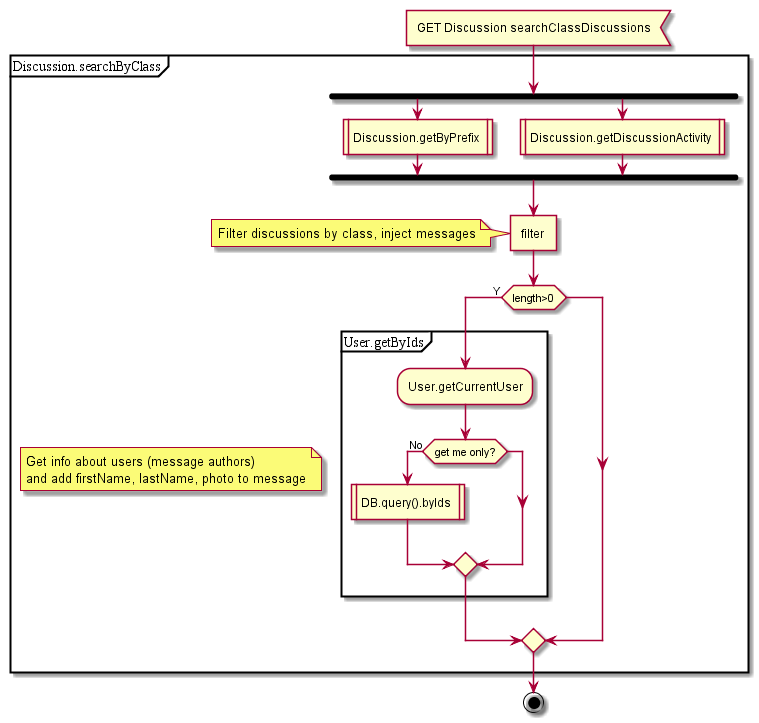 GET Discussion searchClassDiscussions
Discussion.searchByClass
Discussion.getByPrefix
Discussion.getDiscussionActivity
Filter discussions by class, inject messages
filter
Y
length>0
User.getByIds
User.getCurrentUser
No
get me only?
Get info about users (message authors)
and add firstName, lastName, photo to message
DB.query().byIds